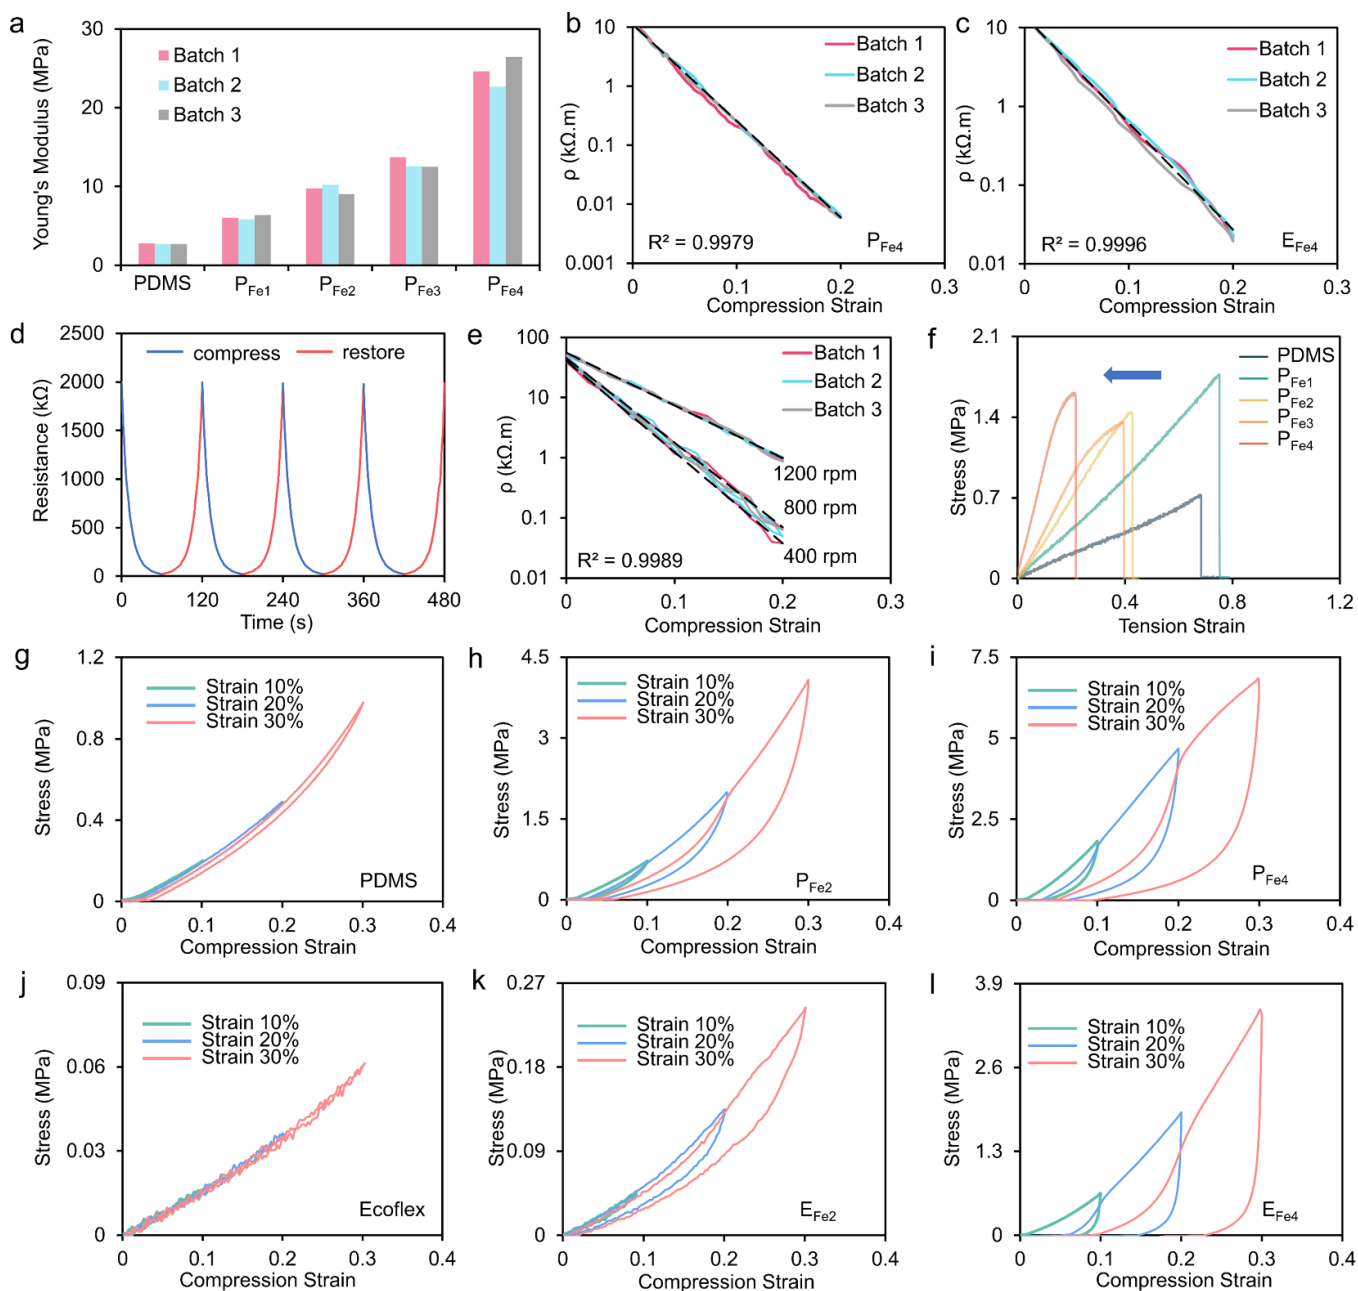 a
Young's Modulus (MPa)
30
20
10
0
Batch 1
Batch 2
Batch 3
PDMS
PFe1
PFe2
PFe3
PFe4
b
ρ (kΩ.m)
10
1
0.1
0.01
0.001
Batch 1
Batch 2
Batch 3
R² = 0.9979
PFe4
0.1
0.2
0.3
Compression Strain
c
ρ (kΩ.m)
10
1
0.1
0.01
Batch 1
Batch 2
Batch 3
R² = 0.9996
EFe4
0.1
0.2
0.3
Compression Strain
d
Resistance (kΩ)
2500
2000
1500
1000
500
0
compress
restore
0
120
240
360
480
Time (s)
e
ρ (kΩ.m)
100
10
1
0.1
0.01
Batch 1
Batch 2
Batch 3
1200 rpm
800 rpm
400 rpm
R² = 0.9989
0.1
0.2
0.3
Compression Strain
f
Stress (MPa)
2.1
1.4
0.7
0
PDMS
PFe1
PFe2
PFe3
PFe4
0
0.4
0.8
1.2
Tension Strain
g
Stress (MPa)
1.2
0.8
0.4
0
Strain 10%
Strain 20%
Strain 30%
PDMS
0.1
0.2
0.3
0.4
Compression Strain
h
Stress (MPa)
4.5
3
1.5
0
Strain 10%
Strain 20%
Strain 30%
PFe2
0
0.1
0.2
0.3
0.4
Compression Strain
i
Stress (MPa)
7.5
5
2.5
0
Strain 10%
Strain 20%
Strain 30%
PFe4
0
0.1
0.2
0.3
0.4
Compression Strain
j
Stress (MPa)
0.09
0.06
0.03
0
Strain 10%
Strain 20%
Strain 30%
Ecoflex
0
0.1
0.2
0.3
0.4
Compression Strain
k
Stress (MPa)
0.27
0.18
0.09
0
Strain 10%
Strain 20%
Strain 30%
EFe2
0
0.1
0.2
0.3
0.4
Compression Strain
l
Stress (MPa)
3.9
2.6
1.3
0
Strain 10%
Strain 20%
Strain 30%
EFe4
0
0.1
0.2
0.3
0.4
Compression Strain